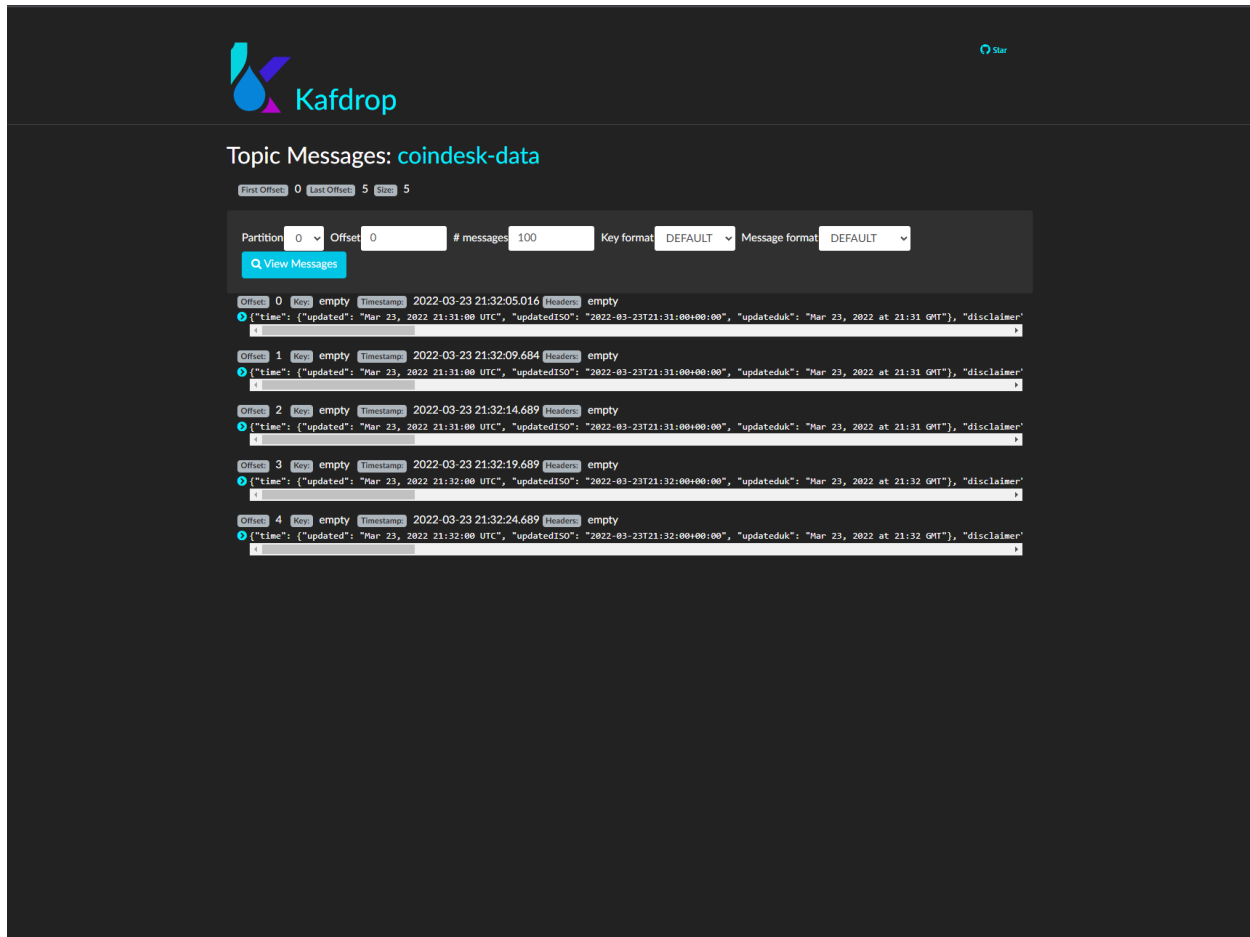 Star
Kafdrop
Topic Messages: coindesk-data
First Offset: 0 Last Offset: 5 Size: 5
Partition 0 Offset 0 # messages 100 Key format DEFAULT Message format DEFAULT
View Messages
Offset: 0 Key: empty Timestamp: 2022-03-23 21:32:05.016 Headers: empty
{"time": {"updated": "Mar 23, 2022 21:31:00 UTC", "updatedISO": "2022-03-23T21:31:00+00:00", "updateduk": "Mar 23, 2022 at 21:31 GMT"}, "disclaimer"
Offset: 1 Key: empty Timestamp: 2022-03-23 21:32:09.684 Headers: empty
{"time": {"updated": "Mar 23, 2022 21:31:00 UTC", "updatedISO": "2022-03-23T21:31:00+00:00", "updateduk": "Mar 23, 2022 at 21:31 GMT"}, "disclaimer"
Offset: 2 Key: empty Timestamp: 2022-03-23 21:32:14.689 Headers: empty
{"time": {"updated": "Mar 23, 2022 21:31:00 UTC", "updatedISO": "2022-03-23T21:31:00+00:00", "updateduk": "Mar 23, 2022 at 21:31 GMT"}, "disclaimer"
Offset: 3 Key: empty Timestamp: 2022-03-23 21:32:19.689 Headers: empty
{"time": {"updated": "Mar 23, 2022 21:32:00 UTC", "updatedISO": "2022-03-23T21:32:00+00:00", "updateduk": "Mar 23, 2022 at 21:32 GMT"}, "disclaimer"
Offset: 4 Key: empty Timestamp: 2022-03-23 21:32:24.689 Headers: empty
{"time": {"updated": "Mar 23, 2022 21:32:00 UTC", "updatedISO": "2022-03-23T21:32:00+00:00", "updateduk": "Mar 23, 2022 at 21:32 GMT"}, "disclaimer"